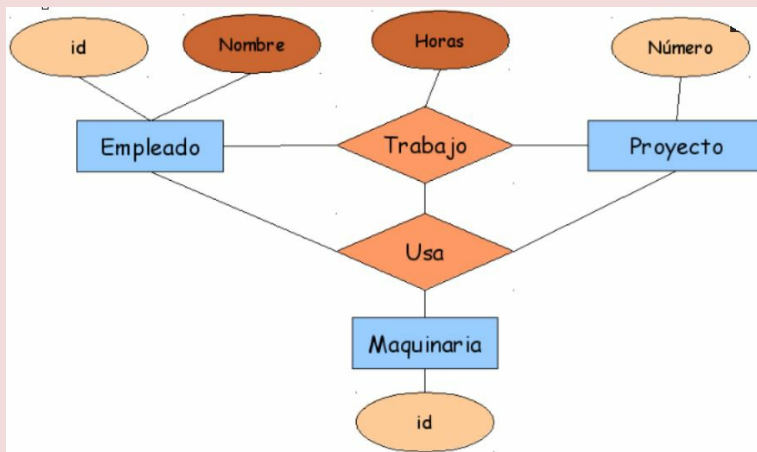 id
Nombre
Horas
Número
Empleado
Trabajo
Proyecto
Usa
Maquinaria
id